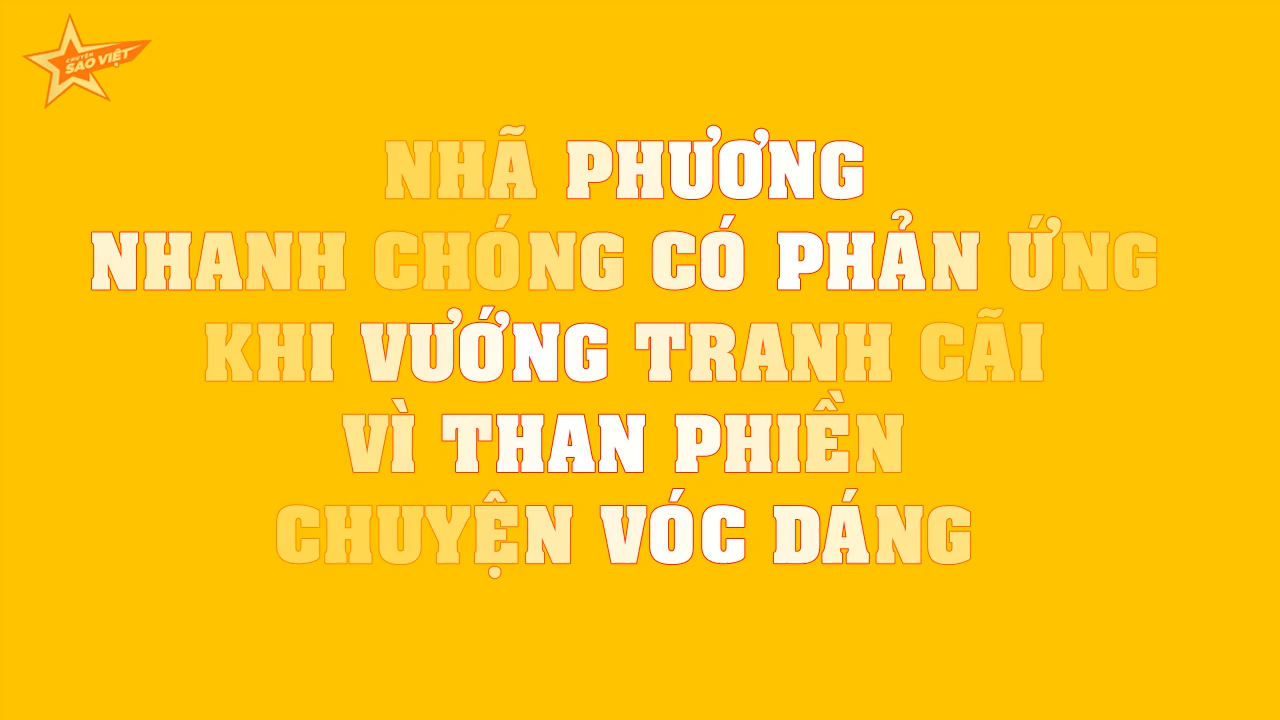 CHUYỆN
SAO VIỆT
NHÃ PHƯƠNG
NHANH CHÓNG CÓ PHẢN ỨNG
KHI VƯỚNG TRANH CÃI
VÌ THAN PHIỀN
CHUYỆN VÓC DÁNG